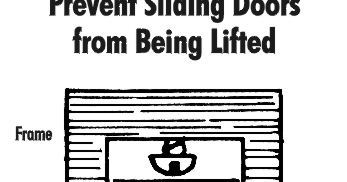 Prevent Sliding Doors
from Being Lifted
Frame